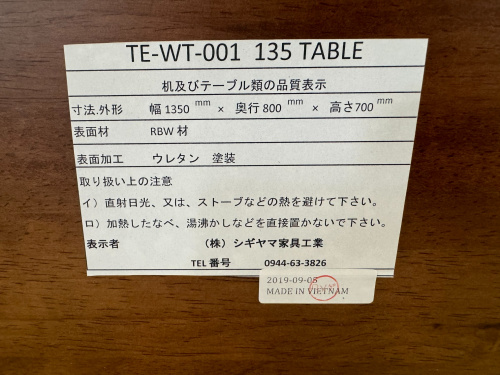 TE-WT-001 135 TABLE
机及びテーブル類の品質表示
寸法.外形 幅1350 mm × 奥行800 mm × 高さ700 mm
表面材 RBW材
表面加工 ウレタン 塗装
取り扱い上の注意
イ）直射日光、又は、ストーブなどの熱を避けて下さい。
ロ）加熱したなべ、湯沸かしなどを直接置かないで下さい。
表示者 （株）シギヤマ家具工業
TEL番号 0944-63-3826
2019-09-05
MADE IN VIETNAM